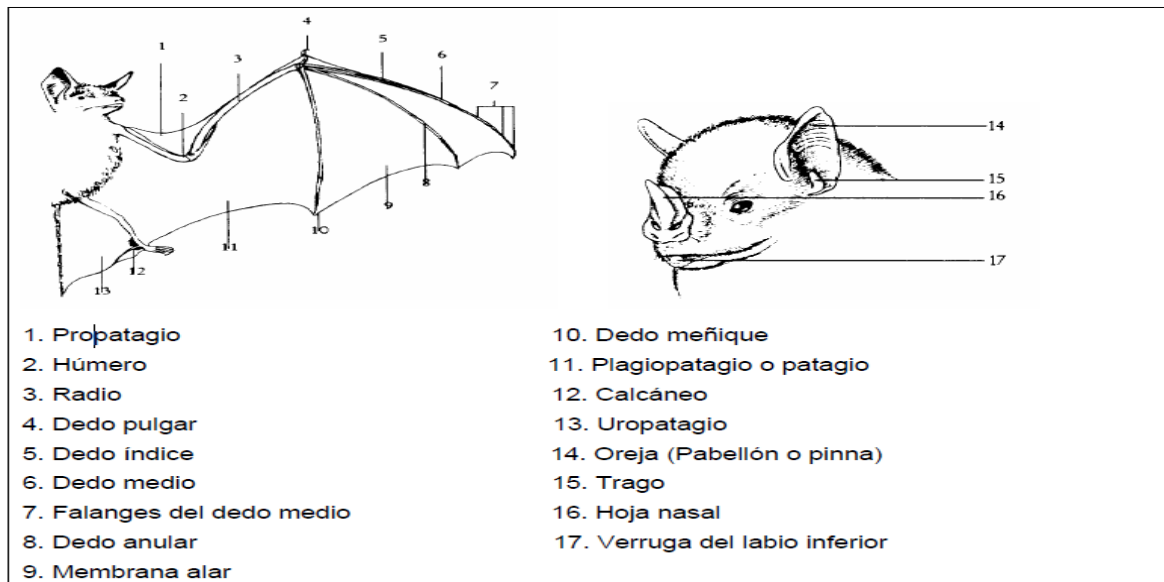 4
1
5
3
6
7
2
8
9
10
11
12
13
14
15
16
17
1. Propatagio
2. Húmero
3. Radio
4. Dedo pulgar
5. Dedo índice
6. Dedo medio
7. Falanges del dedo medio
8. Dedo anular
9. Membrana alar
10. Dedo meñique
11. Plagiopatagio o patagio
12. Calcáneo
13. Uropatagio
14. Oreja (Pabellón o pinna)
15. Trago
16. Hoja nasal
17. Verruga del labio inferior